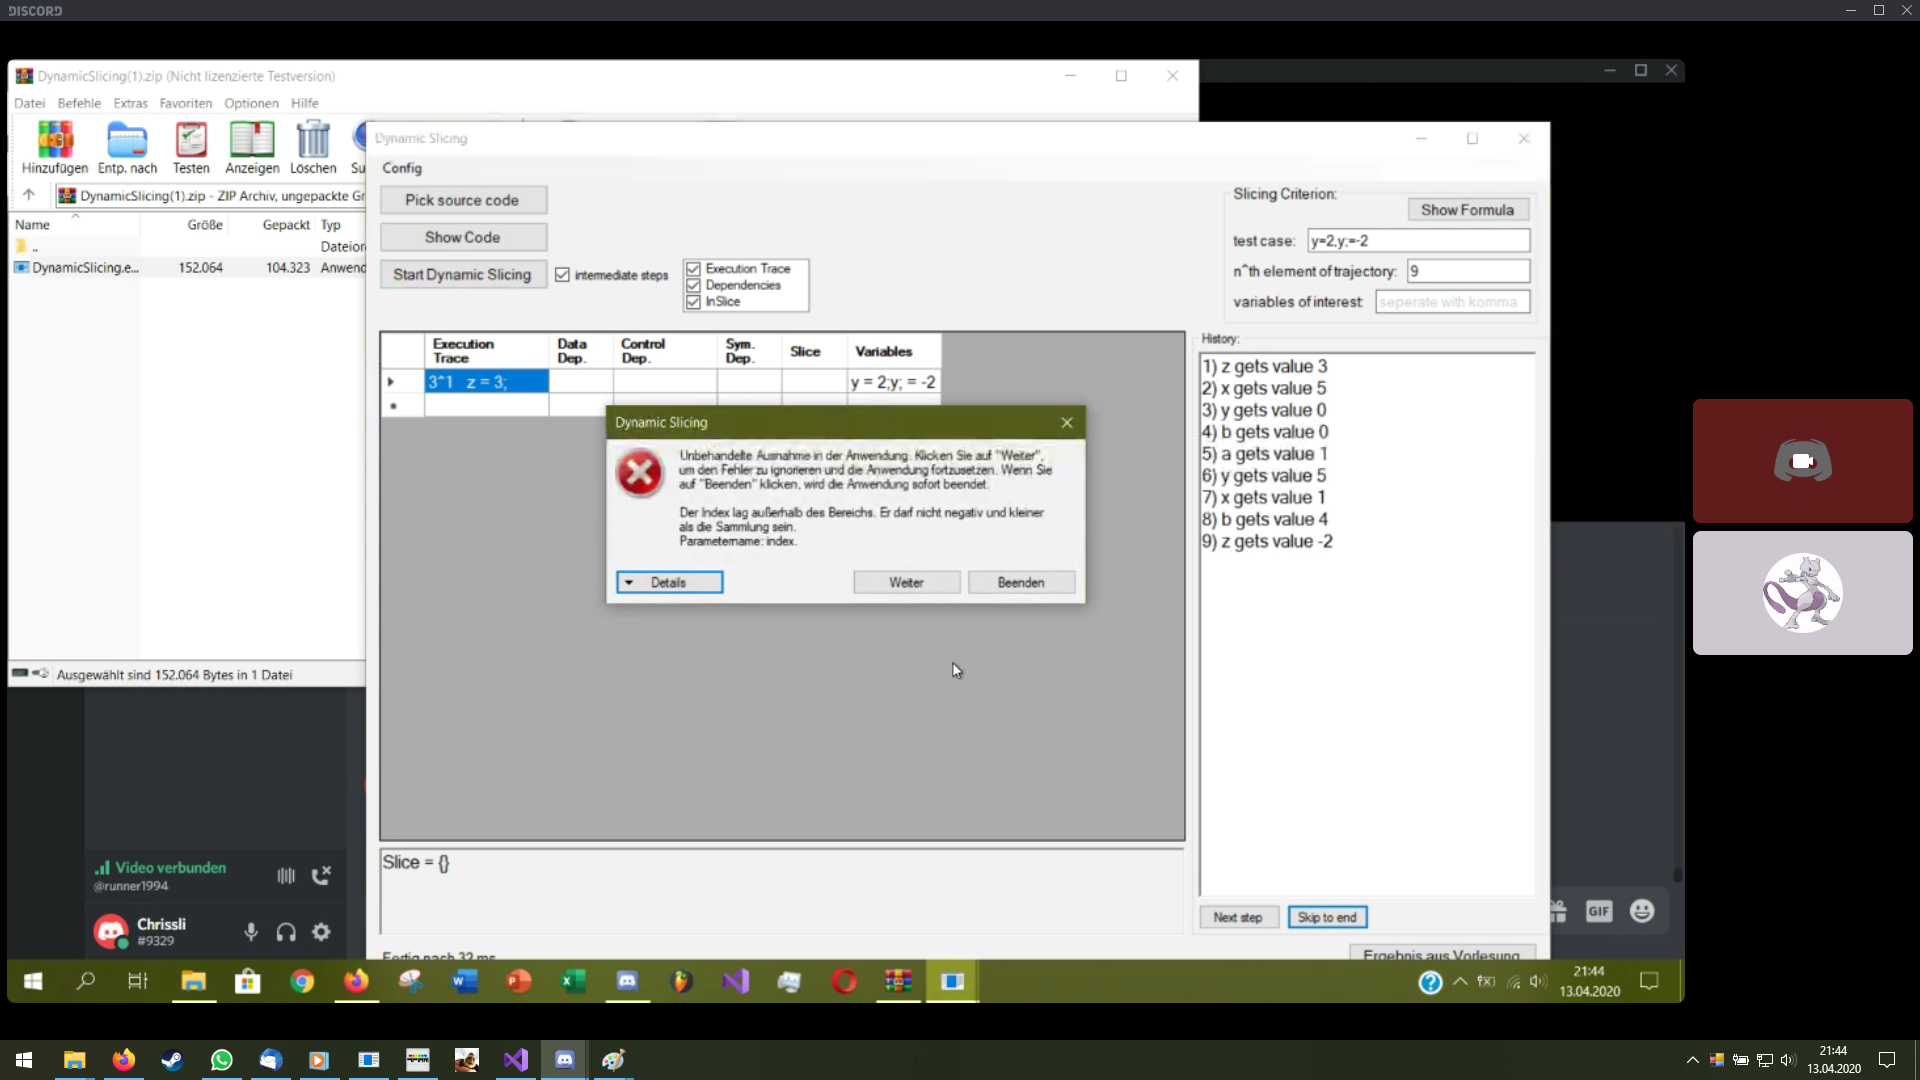 DISCORD
DynamicSlicing(1).zip (Nicht lizenzierte Testversion)
Datei Befehle Extras Favoriten Optionen Hilfe
Hinzufügen Entp. nach Testen Anzeigen Löschen Su
DynamicSlicing(1).zip - ZIP Archiv, ungepackte Gr
Name Größe Gepackt Typ
.. Dateior
DynamicSlicing.e... 152.064 104.323 Anwend
Ausgewählt sind 152.064 Bytes in 1 Datei
Dynamic Slicing
Config
Pick source code
Show Code
Start Dynamic Slicing
intermediate steps
Execution Trace
Dependencies
InSlice
Slicing Criterion:
Show Formula
test case: y=2,y;=-2
n^th element of trajectory: 9
variables of interest: seperate with komma
Execution Trace Data Dep. Control Dep. Sym. Dep. Slice Variables
3^1 z = 3; y = 2;y; = -2
History:
1) z gets value 3
2) x gets value 5
3) y gets value 0
4) b gets value 0
5) a gets value 1
6) y gets value 5
7) x gets value 1
8) b gets value 4
9) z gets value -2
Dynamic Slicing
Unbehandelte Ausnahme in der Anwendung. Klicken Sie auf "Weiter",
um den Fehler zu ignorieren und die Anwendung fortzusetzen. Wenn Sie
auf "Beenden" klicken, wird die Anwendung sofort beendet.
Der Index lag außerhalb des Bereichs. Er darf nicht negativ und kleiner
als die Sammlung sein.
Parametername: index.
Details Weiter Beenden
Slice = {}
Next step Skip to end
Fertig nach 32 ms
Ergebnis aus Vorlesung
Video verbunden
@runner1994
Chrissli
#9329
GIF
21:44
13.04.2020
21:44
13.04.2020